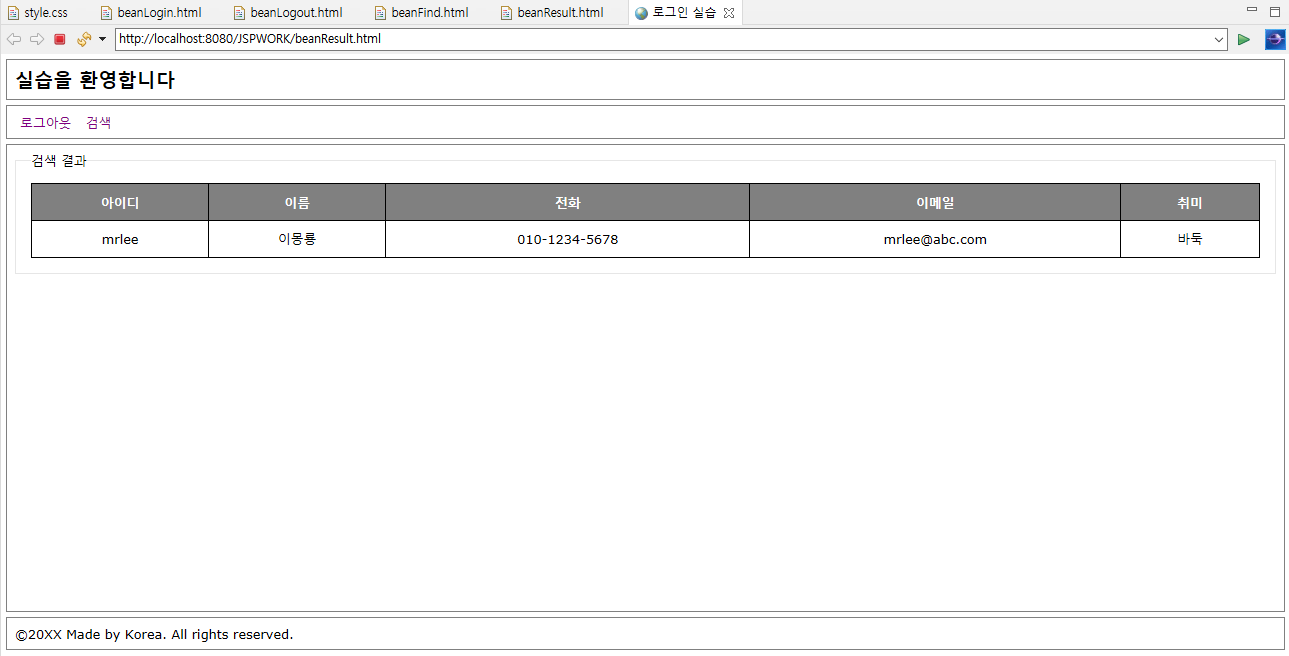 style.css beanLogin.html beanLogout.html beanFind.html beanResult.html 로그인 실습
http://localhost:8080/JSPWORK/beanResult.html
실습을 환영합니다
로그아웃 검색
검색 결과
아이디 이름 전화 이메일 취미
mrlee 이몽룡 010-1234-5678 mrlee@abc.com 바둑
©20XX Made by Korea. All rights reserved.